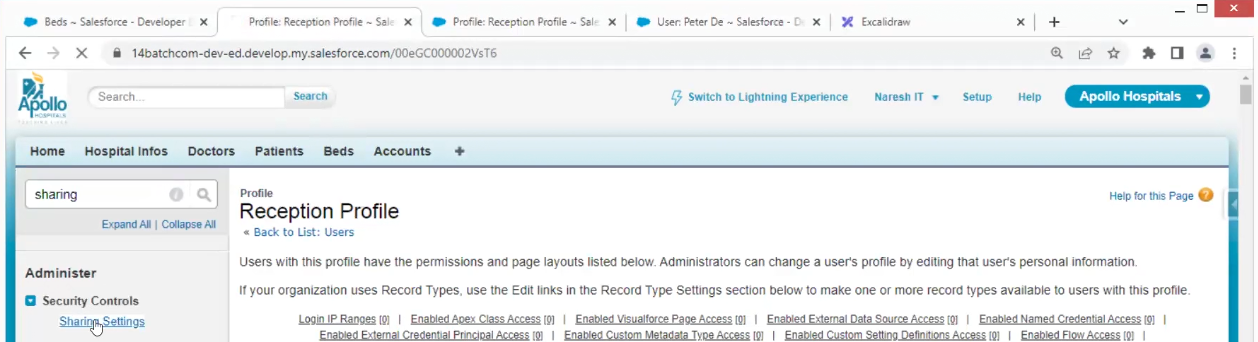 Beds ~ Salesforce - Developer
Profile: Reception Profile ~ Sale
Profile: Reception Profile ~ Sales
User: Peter De ~ Salesforce - De
Excalidraw
14batchcom-dev-ed.develop.my.salesforce.com/00eGC000002VsT6
Apollo
HOSPITALS
Search...
Search
Switch to Lightning Experience
Naresh IT
Setup
Help
Apollo Hospitals
Home Hospital Infos Doctors Patients Beds Accounts
sharing
Expand All | Collapse All
Administer
Security Controls
Sharing Settings
Profile
Reception Profile
« Back to List: Users
Help for this Page
Users with this profile have the permissions and page layouts listed below. Administrators can change a user's profile by editing that user's personal information.
If your organization uses Record Types, use the Edit links in the Record Type Settings section below to make one or more record types available to users with this profile.
Login IP Ranges [0] | Enabled Apex Class Access [0] | Enabled Visualforce Page Access [0] | Enabled External Data Source Access [0] | Enabled Named Credential Access [0] |
Enabled External Credential Principal Access [0] | Enabled Custom Metadata Type Access [0] | Enabled Custom Setting Definitions Access [0] | Enabled Flow Access [0] |